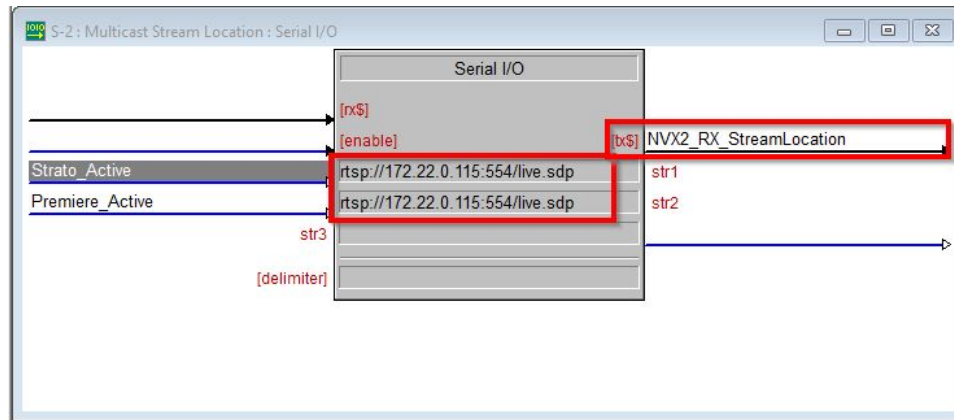 S-2 : Multicast Stream Location : Serial I/O
Serial I/O
[rx$]
[enable]
[tx$] NVX2_RX_StreamLocation
Strato_Active rtsp://172.22.0.115:554/live.sdp str1
Premiere_Active rtsp://172.22.0.115:554/live.sdp str2
str3
[delimiter]